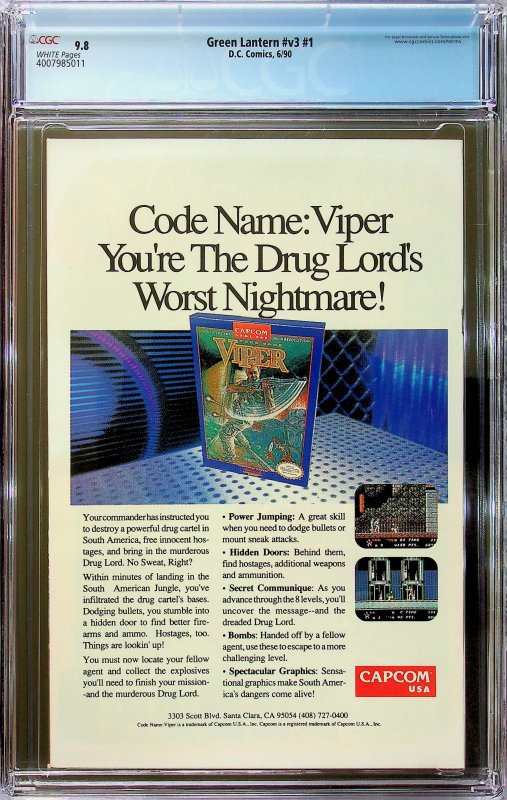 CGC 9.8
WHITE Pages
4007985011
Green Lantern #v3 #1
D.C. Comics, 6/90
www.cgccomics.com/terms
Code Name: Viper
You're The Drug Lord's
Worst Nightmare!
CAPCOM
VIPER
Your commander has instructed you
to destroy a powerful drug cartel in
South America, free innocent hos-
tages, and bring in the murderous
Drug Lord. No Sweat, Right?
Within minutes of landing in the
South American Jungle, you've
infiltrated the drug cartel's bases.
Dodging bullets, you stumble into
a hidden door to find better fire-
arms and ammo. Hostages, too.
Things are lookin' up!
You must now locate your fellow
agent and collect the explosives
you'll need to finish your mission-
-and the murderous Drug Lord.
• Power Jumping: A great skill
when you need to dodge bullets or
mount sneak attacks.
• Hidden Doors: Behind them,
find hostages, additional weapons
and ammunition.
• Secret Communique: As you
advance through the 8 levels, you'll
uncover the message--and the
dreaded Drug Lord.
• Bombs: Handed off by a fellow
agent, use these to escape to a more
challenging level.
• Spectacular Graphics: Sensa-
tional graphics make South Amer-
ica's dangers come alive!
CAPCOM
USA
3303 Scott Blvd. Santa Clara, CA 95054 (408) 727-0400
Code Name: Viper is a trademark of Capcom U.S.A., Inc. Capcom is a registered trademark of Capcom U.S.A., Inc.